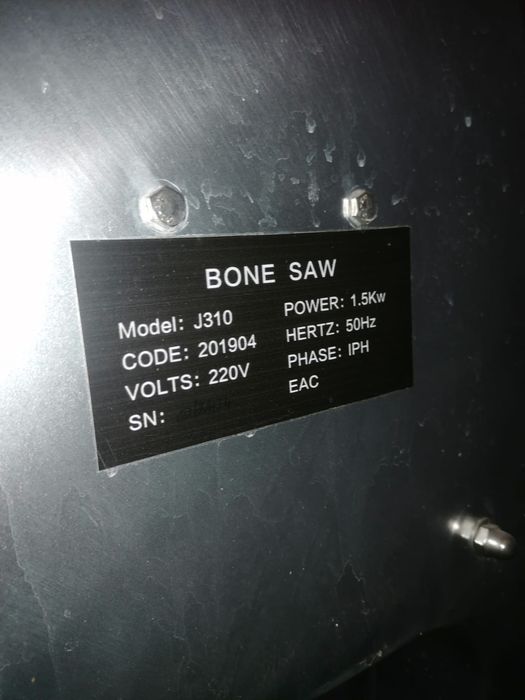 BONE SAW
Model: J310
CODE: 201904
VOLTS: 220V
SN:
POWER: 1.5Kw
HERTZ: 50Hz
PHASE: IPH
EAC